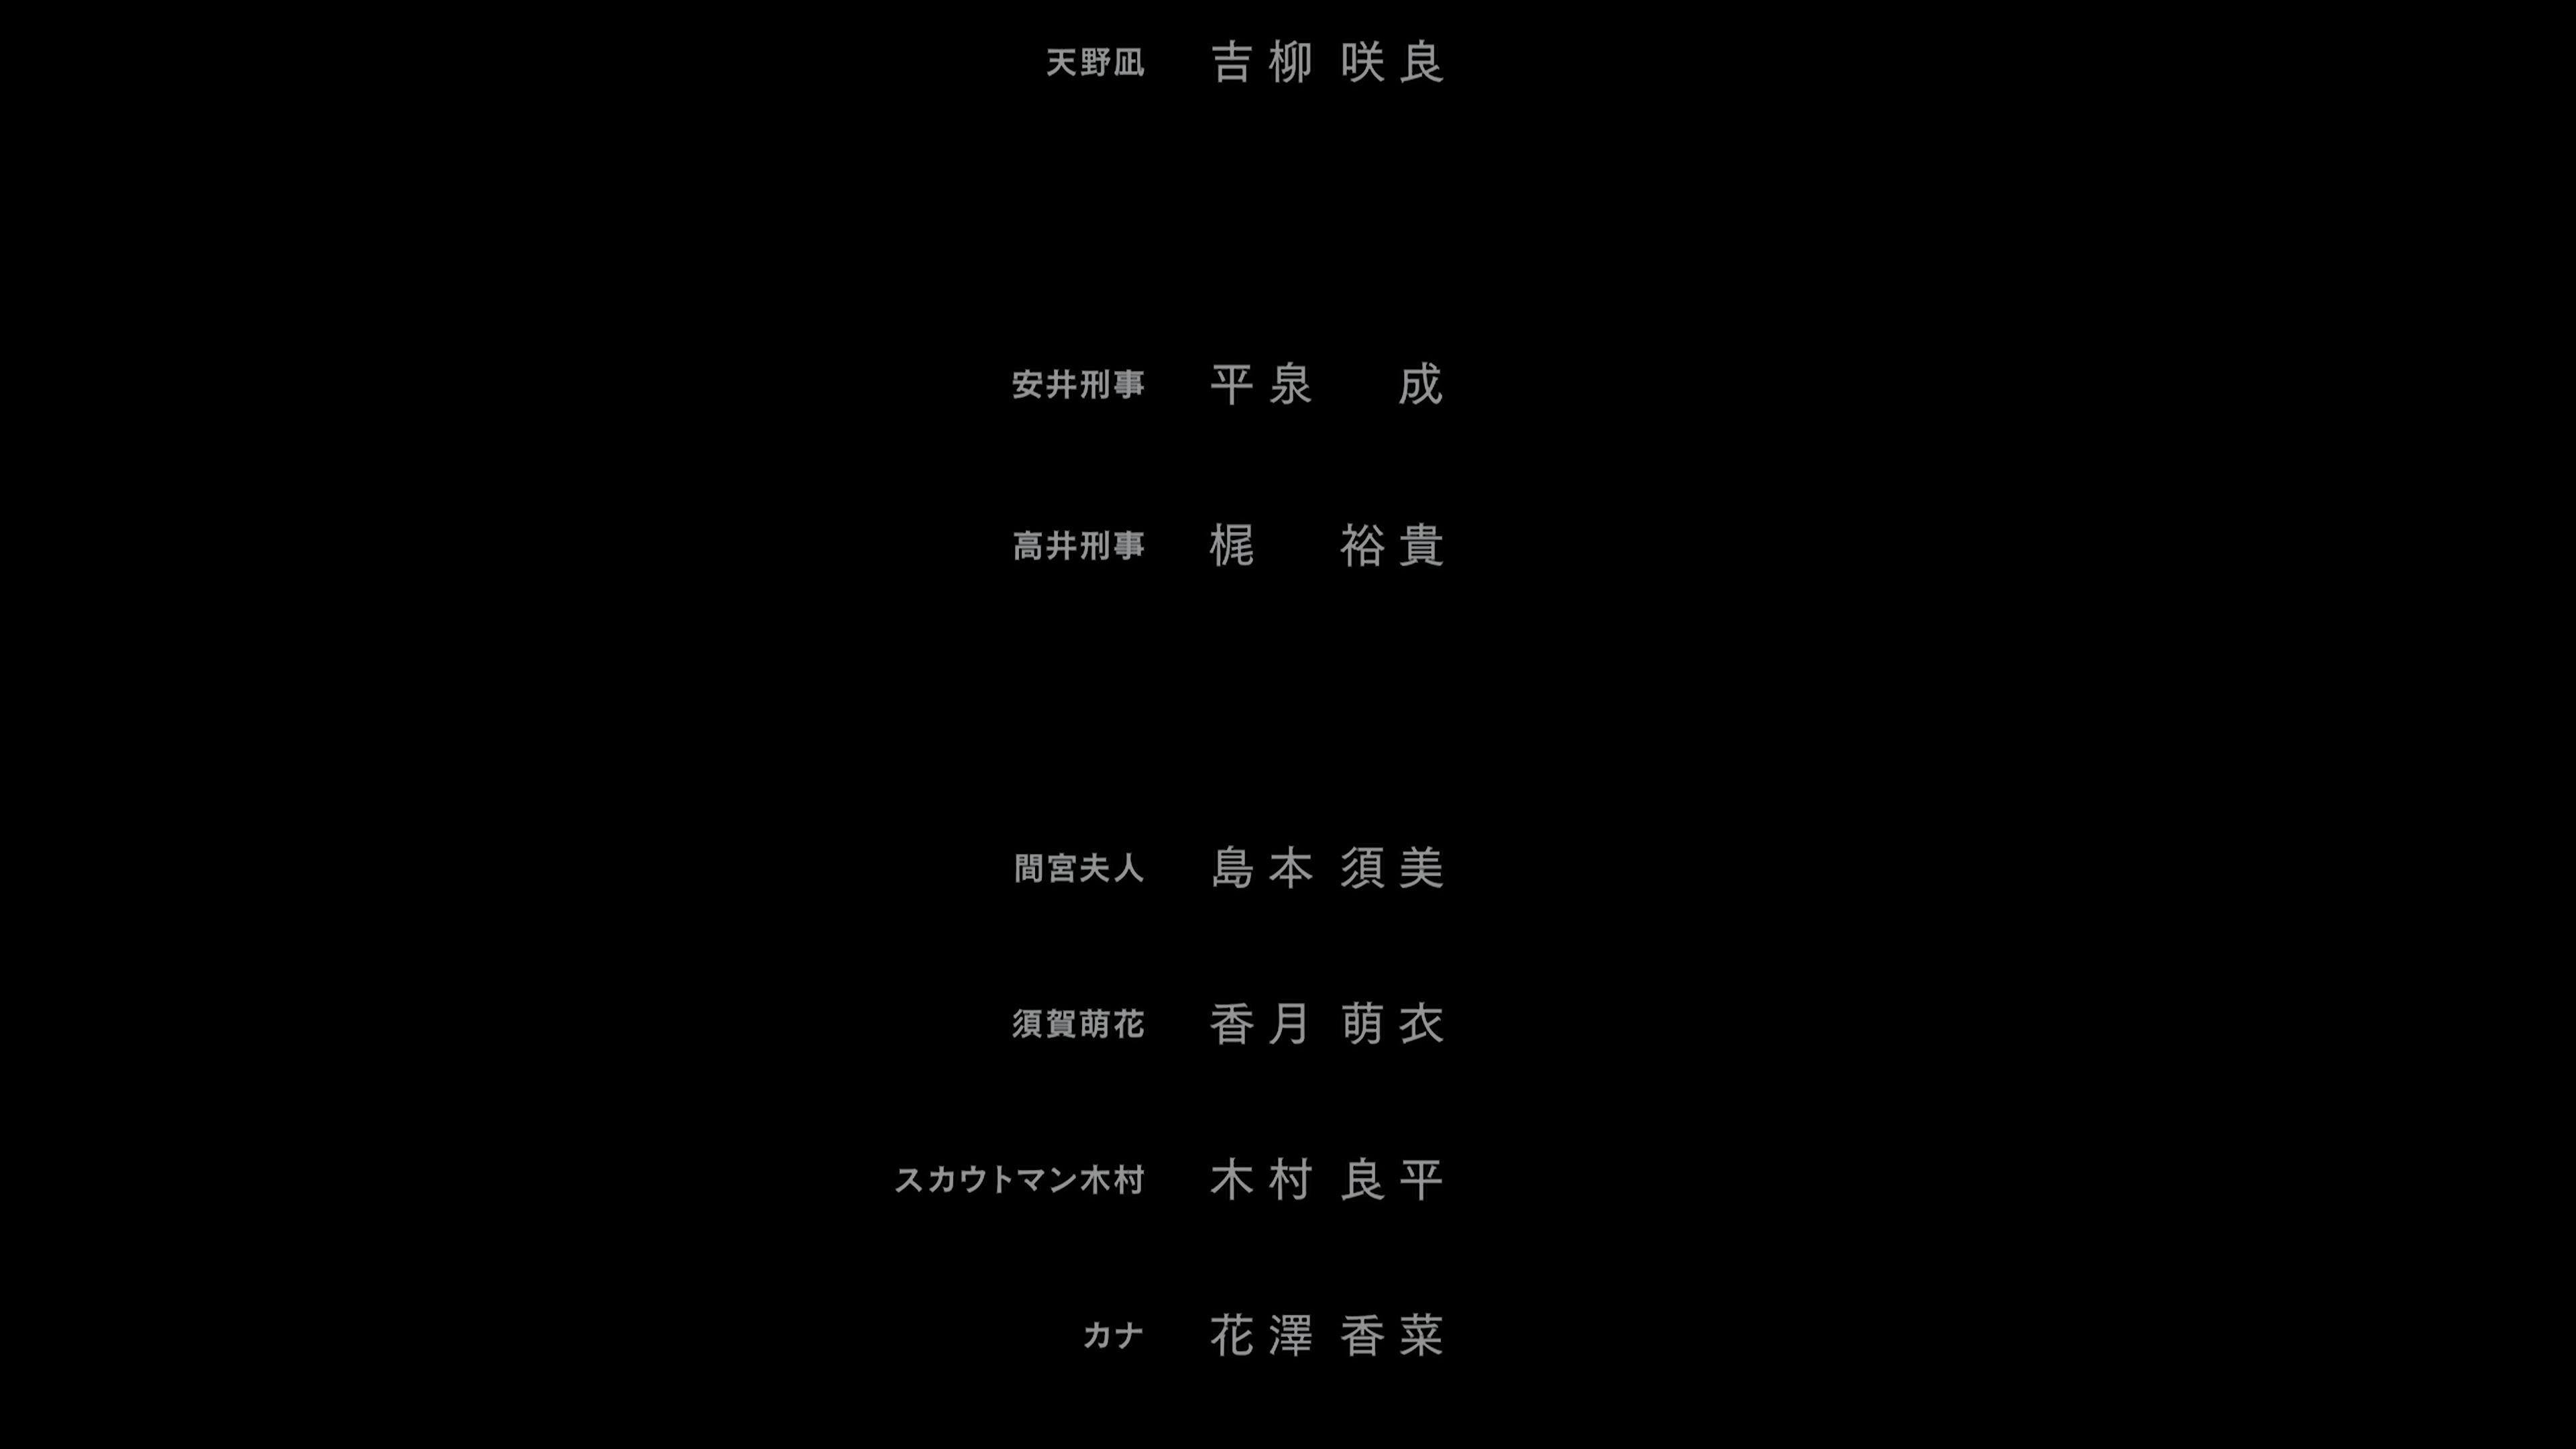 天野凪 吉柳 咲良
安井刑事 平泉 成
高井刑事 梶 裕貴
間宮夫人 島本 須美
須賀萌花 香月 萌衣
スカウトマン木村 木村 良平
カナ 花澤 香菜